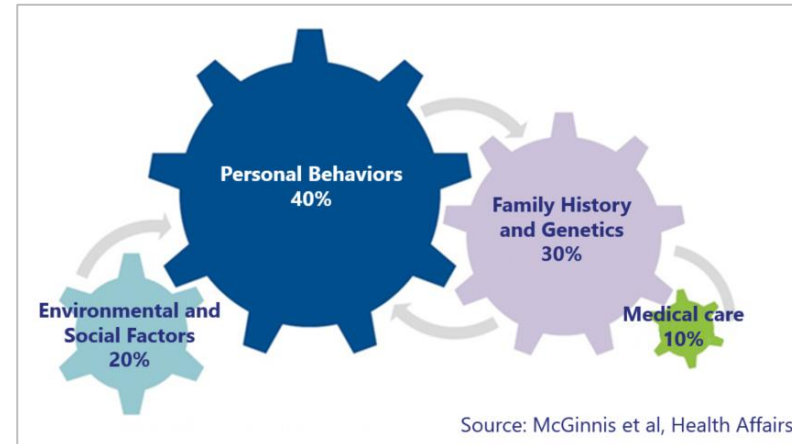 Personal Behaviors
40%
Family History
and Genetics
30%
Environmental and
Social Factors
20%
Medical care
10%
Source: McGinnis et al, Health Affairs